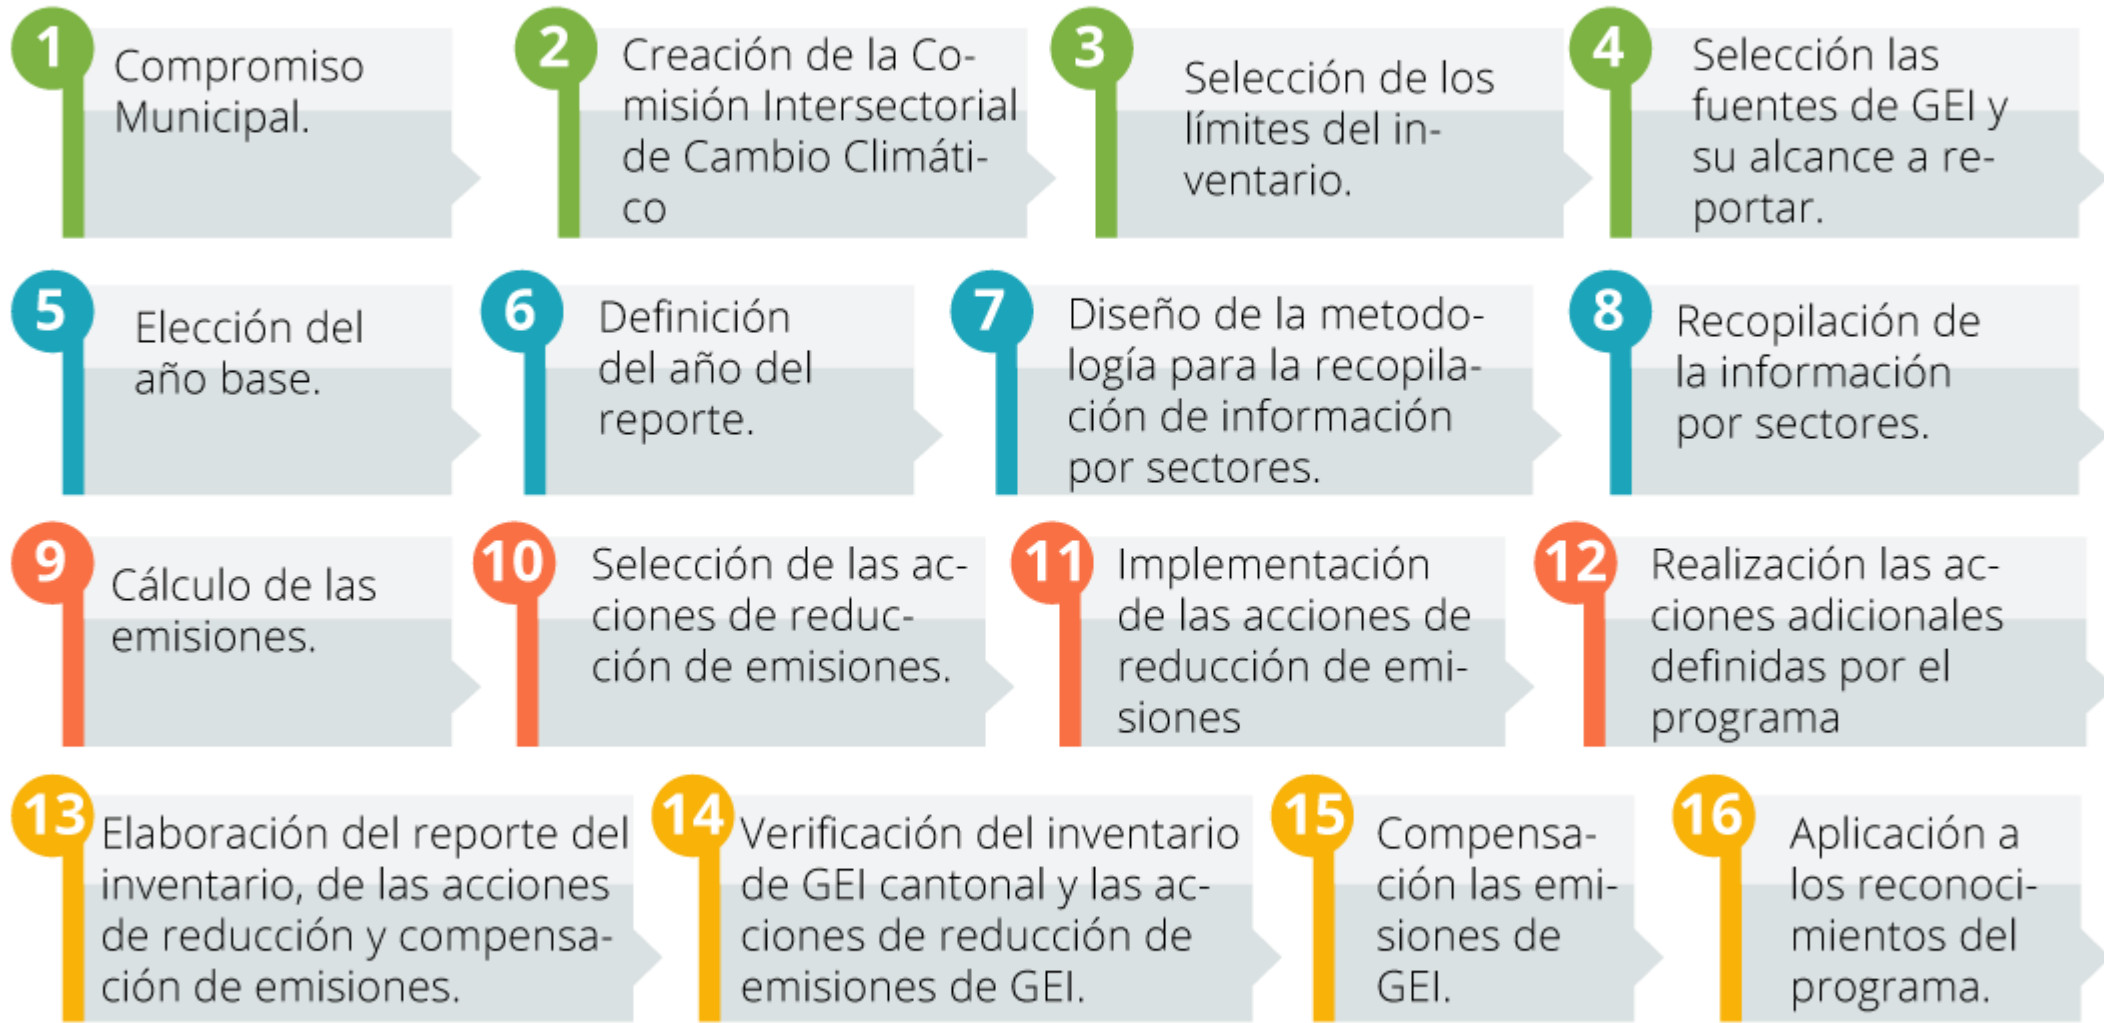 1
Compromiso
Municipal.
2
Creación de la Co-
misión Intersectorial
de Cambio Climáti-
co
3
Selección de los
límites del in-
ventario.
4
Selección las
fuentes de GEI y
su alcance a re-
portar.
5
Elección del
año base.
6
Definición
del año del
reporte.
7
Diseño de la metodo-
logía para la recopila-
ción de información
por sectores.
8
Recopilación de
la información
por sectores.
9
Cálculo de las
emisiones.
10
Selección de las ac-
ciones de reduc-
ción de emisiones.
11
Implementación
de las acciones de
reducción de emi-
siones
12
Realización las ac-
ciones adicionales
definidas por el
programa
13
Elaboración del reporte del
inventario, de las acciones
de reducción y compensa-
ción de emisiones.
14
Verificación del inventario
de GEI cantonal y las ac-
ciones de reducción de
emisiones de GEI.
15
Compensa-
ción las emi-
siones de
GEI.
16
Aplicación a
los reconoci-
mientos del
programa.